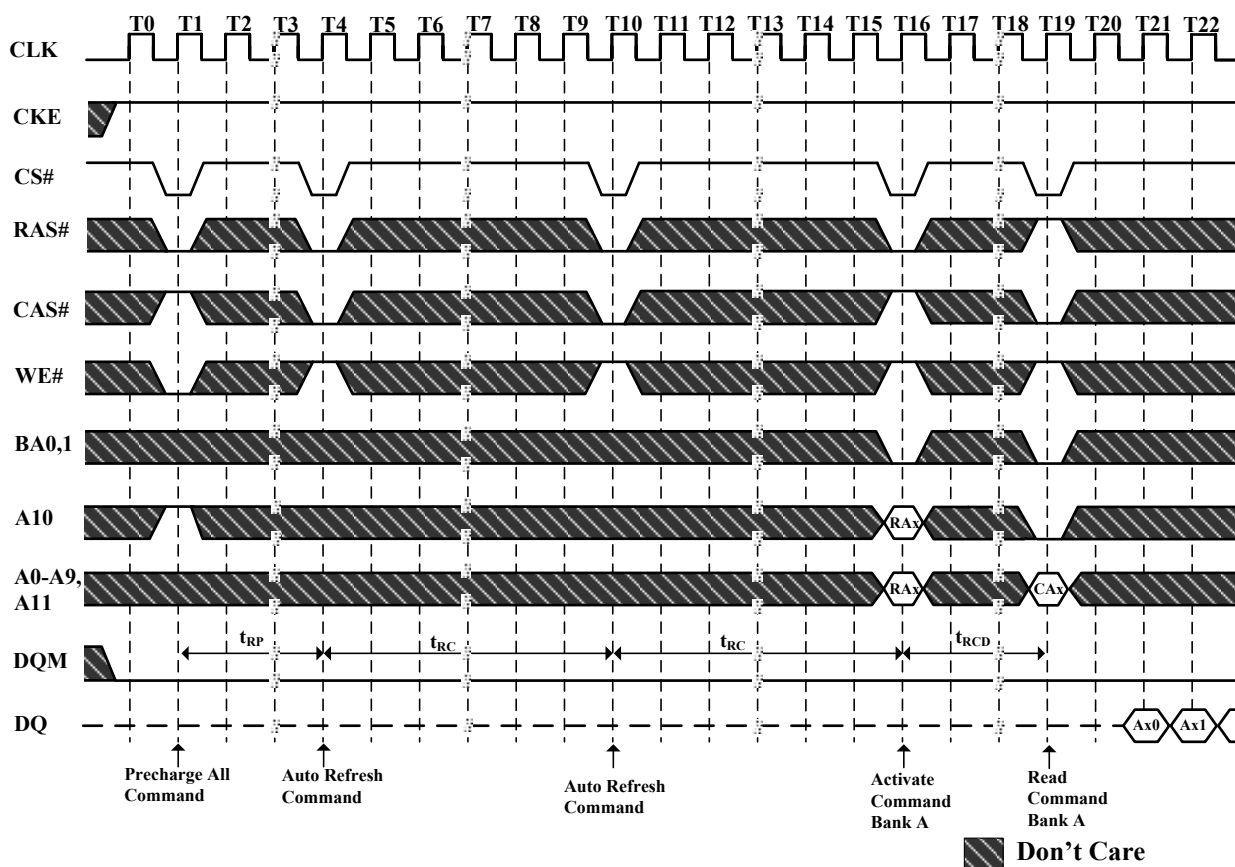 T0 T1 T2 T3 T4 T5 T6 T7 T8 T9 T10 T11 T12 T13 T14 T15 T16 T17 T18 T19 T20 T21 T22
CLK
CKE
CS#
RAS#
CAS#
WE#
BA0,1
A10
RAx
A0-A9,
A11
RAx CAx
tRP tRC tRC tRCD
DQM
DQ
Ax0 Ax1
Precharge All
Command
Auto Refresh
Command
Auto Refresh
Command
Activate
Command
Bank A
Read
Command
Bank A
Don't Care